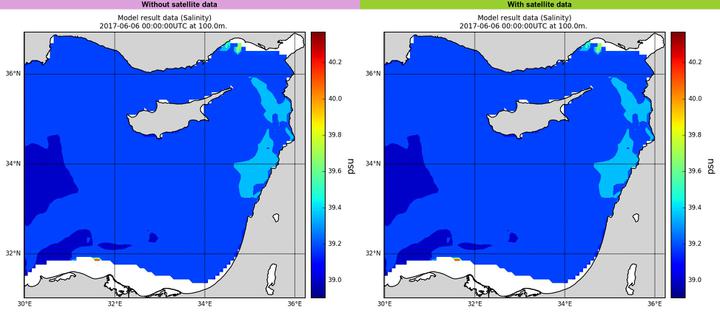 Without satellite data
With satellite data
Model result data (Salinity)
2017-06-06 00:00:00UTC at 100.0m.
36°N
34°N
32°N
30°E
32°E
34°E
36°E
40.2
40.0
39.8
39.6
39.4
39.2
39.0
psu
Model result data (Salinity)
2017-06-06 00:00:00UTC at 100.0m.
36°N
34°N
32°N
30°E
32°E
34°E
36°E
40.2
40.0
39.8
39.6
39.4
39.2
39.0
psu